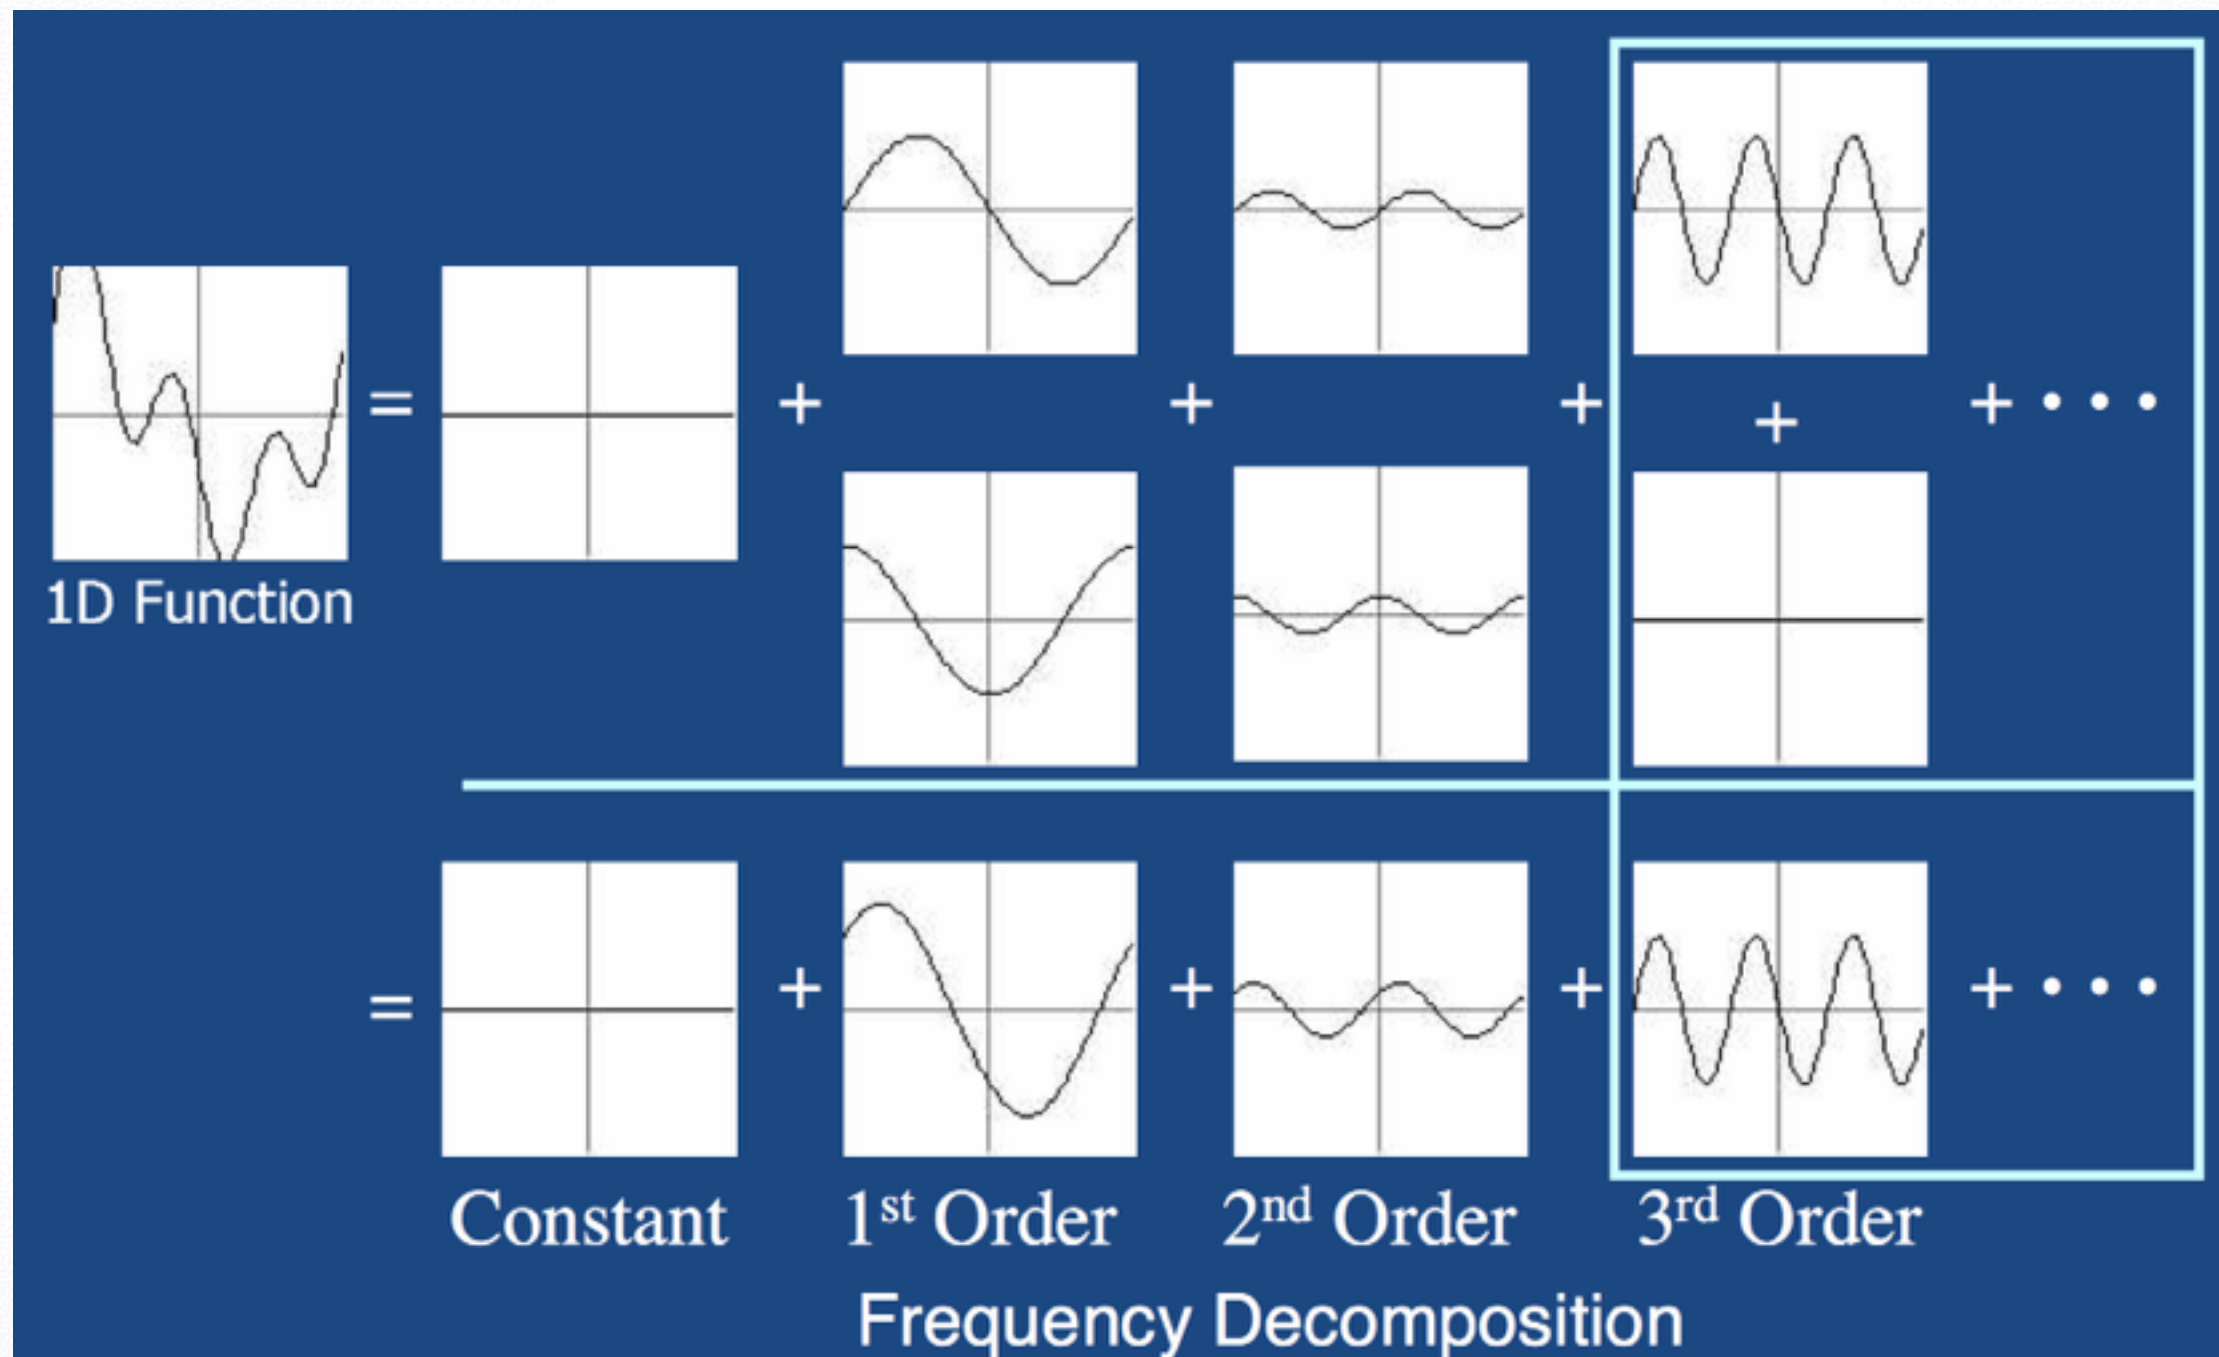 + + + + + • • •
=
1D Function
= + + + + • • •
Constant 1st Order 2nd Order 3rd Order
Frequency Decomposition